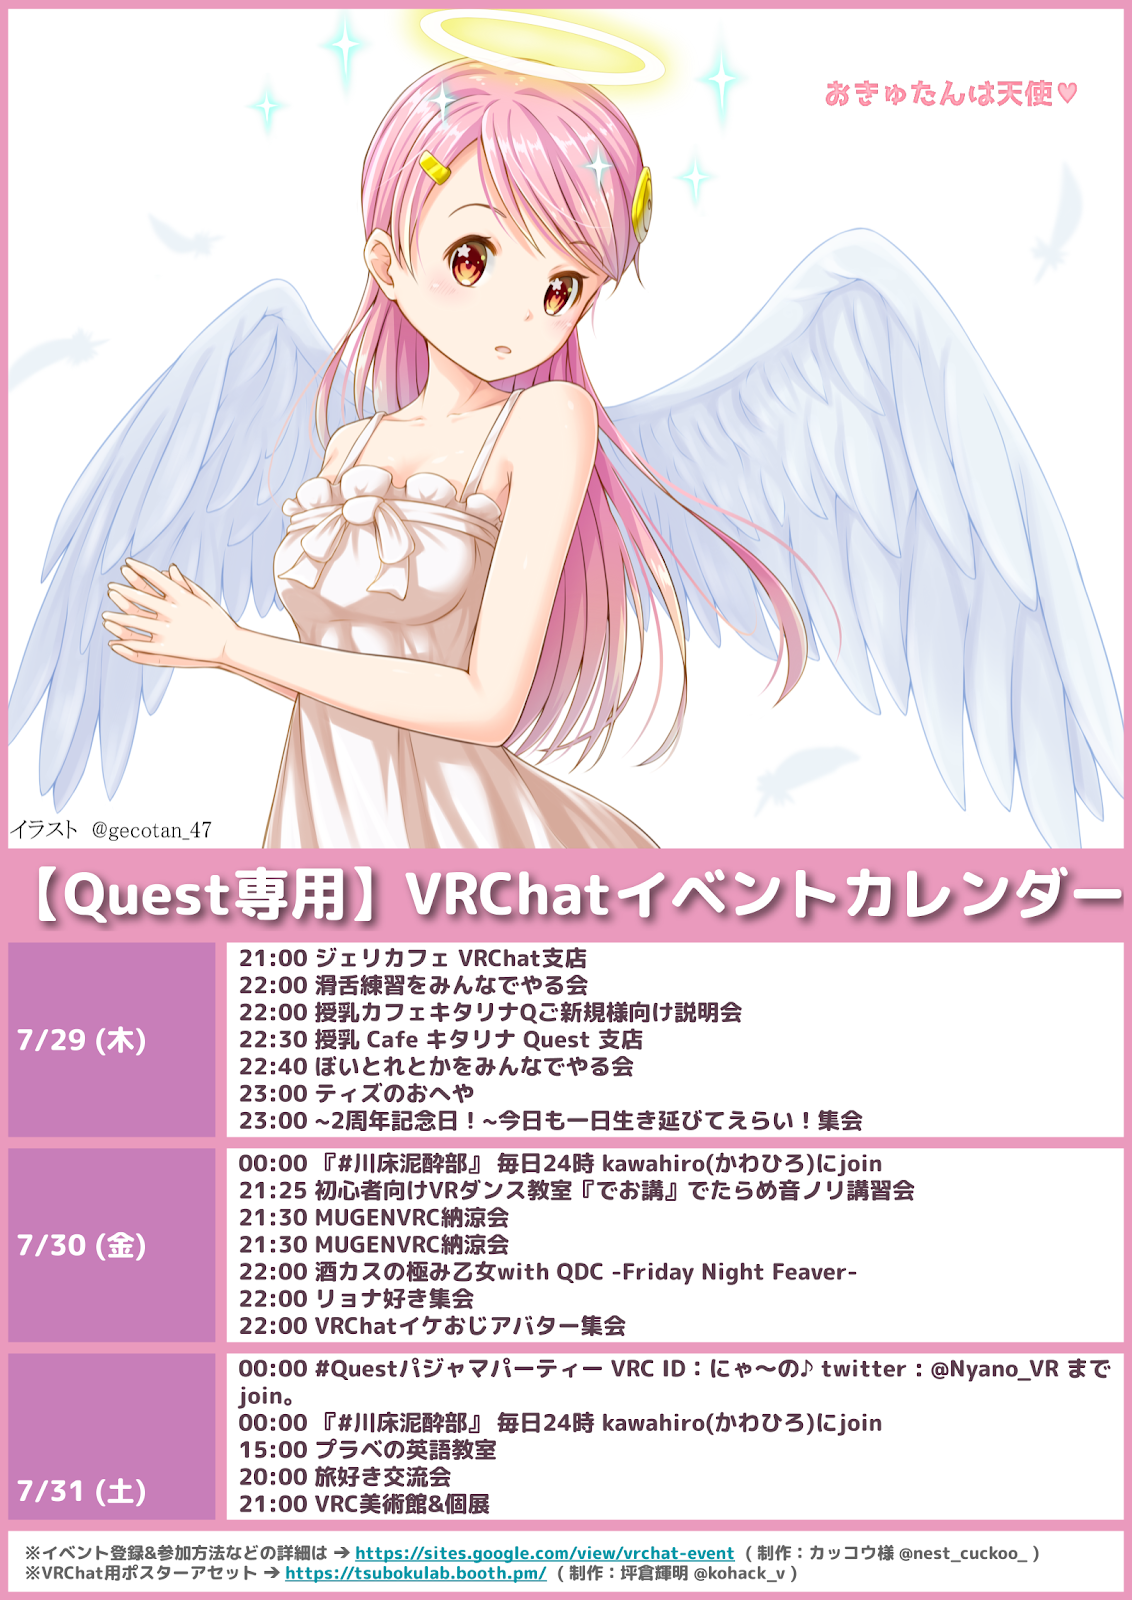 おきゅたんは天使♥
イラスト @gecotan_47
【Quest専用】VRChatイベントカレンダー
7/29 (木)
21:00 ジェリカフェ VRChat支店
22:00 滑舌練習をみんなでやる会
22:00 授乳カフェキタリナQご新規様向け説明会
22:30 授乳 Cafe キタリナ Quest 支店
22:40 ぼいとれとかをみんなでやる会
23:00 ティズのおへや
23:00 ~2周年記念日！~今日も一日生き延びてえらい！集会
7/30 (金)
00:00 『#川床泥酔部』 毎日24時 kawahiro(かわひろ)にjoin
21:25 初心者向けVRダンス教室『でお講』でたらめ音ノリ講習会
21:30 MUGENVRC納涼会
21:30 MUGENVRC納涼会
22:00 酒カスの極み乙女with QDC -Friday Night Feaver-
22:00 リョナ好き集会
22:00 VRChatイケおじアバター集会
7/31 (土)
00:00 #Questパジャマパーティー VRC ID：にゃ～の♪ twitter：@Nyano_VR まで
join。
00:00 『#川床泥酔部』 毎日24時 kawahiro(かわひろ)にjoin
15:00 プラベの英語教室
20:00 旅好き交流会
21:00 VRC美術館&個展
※イベント登録&参加方法などの詳細は → https://sites.google.com/view/vrchat-event （制作：カッコウ様 @nest_cuckoo_ ）
※VRChat用ポスターアセット → https://tsubokulab.booth.pm/ （制作：坪倉輝明 @kohack_v ）